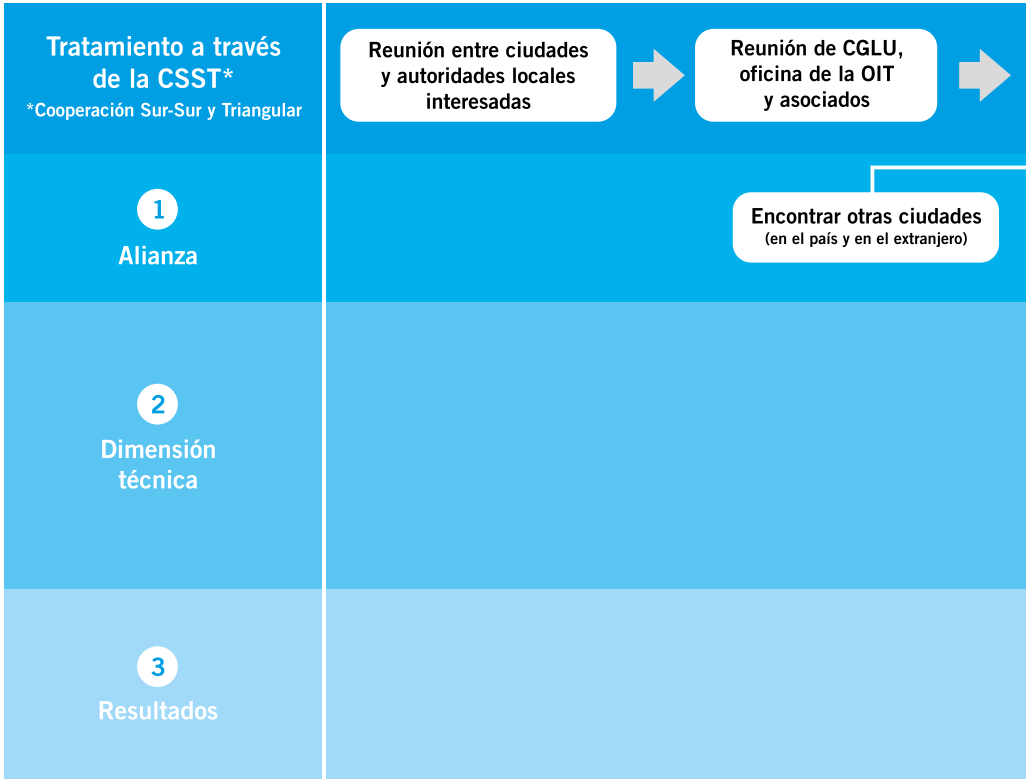 Tratamiento a través
de la CSST*
*Cooperación Sur-Sur y Triangular
Reunión entre ciudades
y autoridades locales
interesadas
Reunión de CGLU,
oficina de la OIT
y asociados
1
Alianza
Encontrar otras ciudades
(en el país y en el extranjero)
2
Dimensión
técnica
3
Resultados